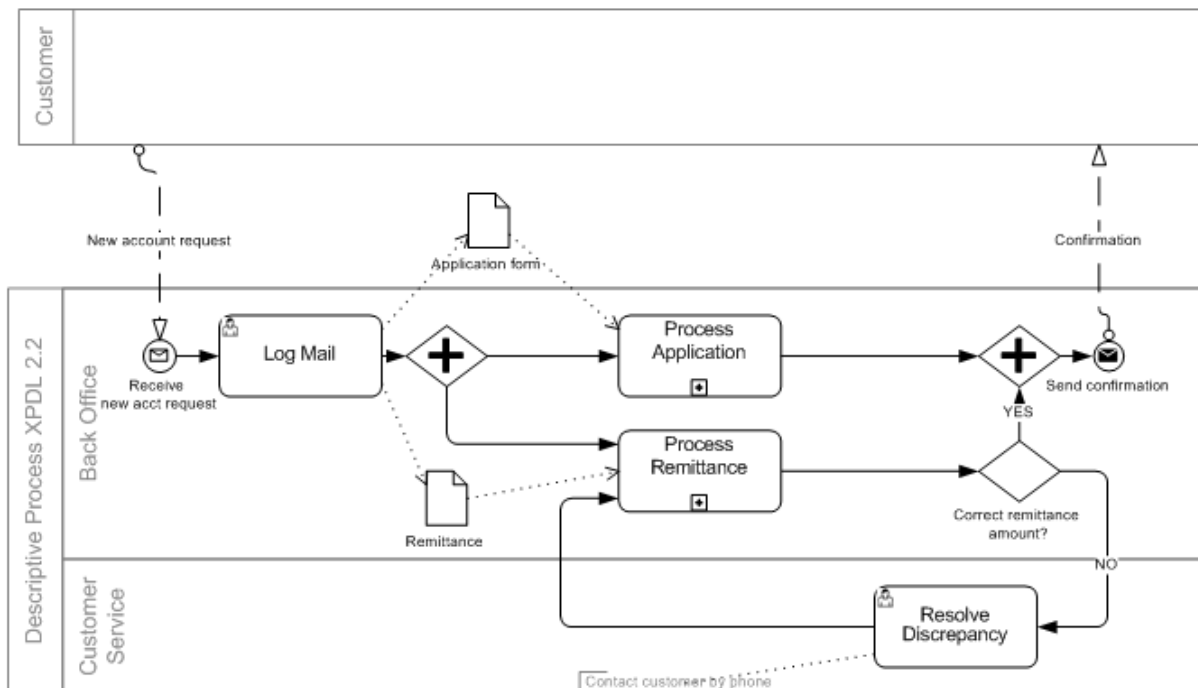 Customer
New account request
Application form
Confirmation
Descriptive Process XPDL 2.2
Back Office
Log Mail
Process
Application
Receive
new acct request
Send confirmation
YES
Process
Remittance
Remittance
Correct remittance
amount?
NO
Customer
Service
Resolve
Discrepancy
Contact customer by phone